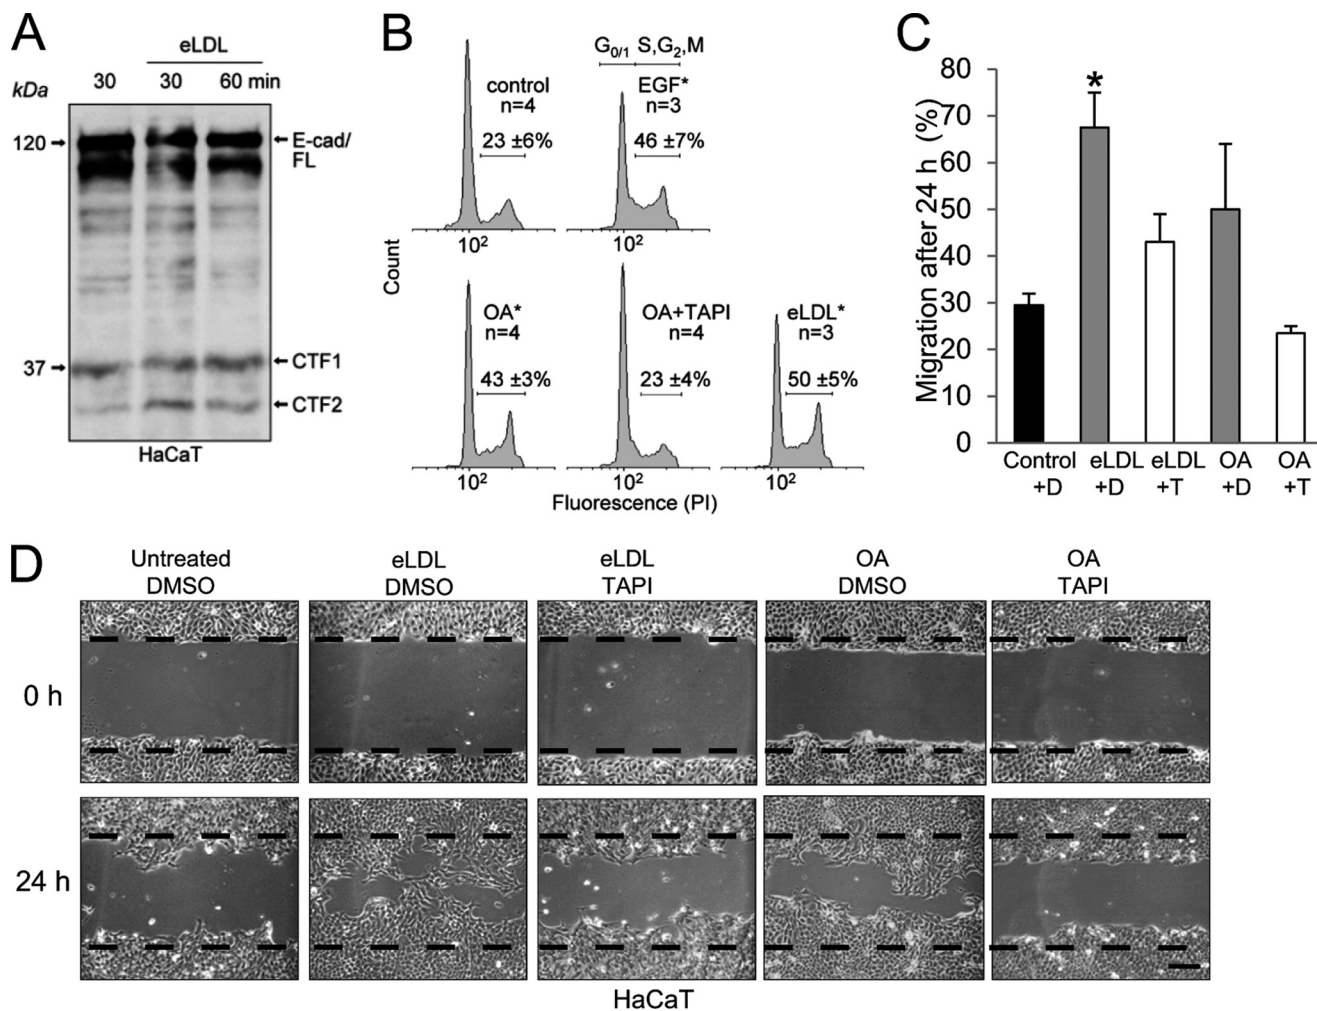 A
eLDL
kDa
30 30 60 min
120
E-cad/
FL
37
CTF1
CTF2
HaCaT
B
G0/1 S,G2,M
control
n=4
23 ±6%
EGF*
n=3
46 ±7%
10²
10²
Count
OA*
n=4
43 ±3%
OA+TAPI
n=4
23 ±4%
eLDL*
n=3
50 ±5%
10²
10²
10²
Fluorescence (PI)
C
Migration after 24 h (%)
80
70
60
50
40
30
20
10
0
*
Control
+D
eLDL
+D
eLDL
+T
OA
+D
OA
+T
D
Untreated
DMSO
eLDL
DMSO
eLDL
TAPI
OA
DMSO
OA
TAPI
0 h
24 h
HaCaT